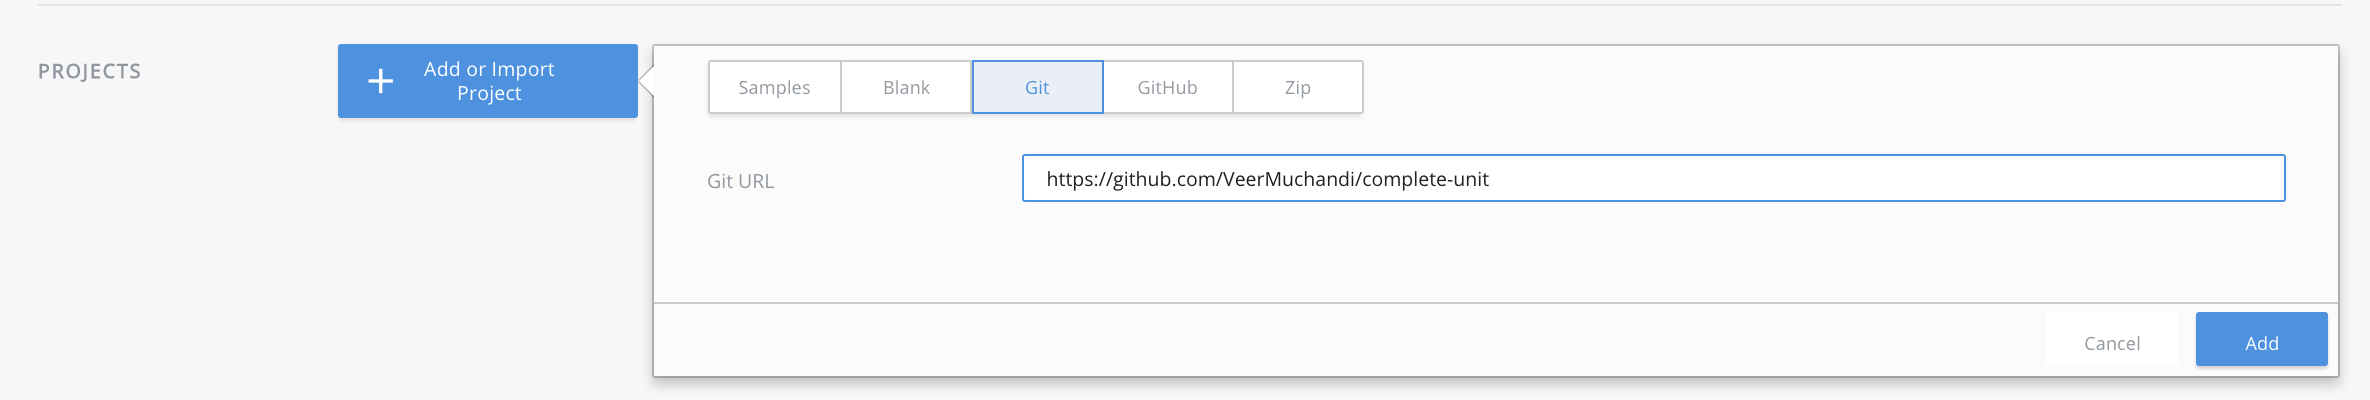 PROJECTS
+ Add or Import
Project
Samples Blank Git GitHub Zip
Git URL https://github.com/VeerMuchandi/complete-unit
Cancel Add